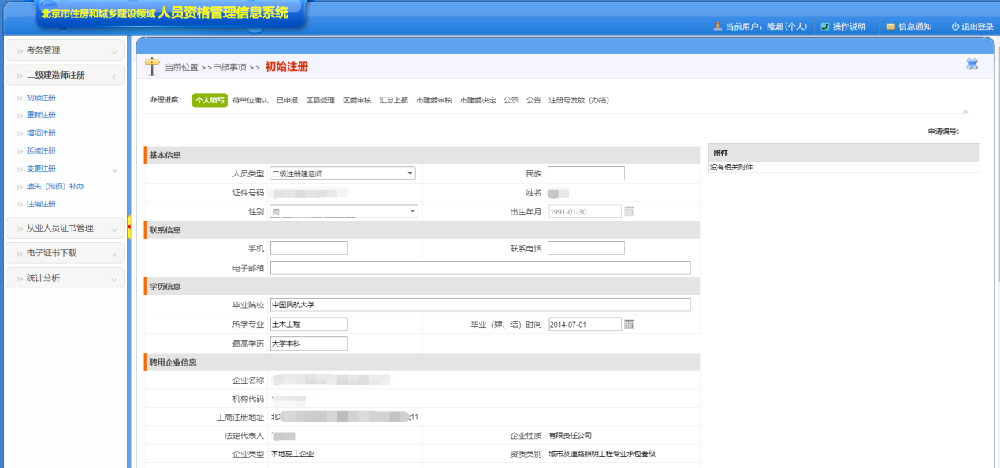 北京市住房和城乡建设领域 人员资格管理信息系统
当前用户：隆超(个人) 操作说明 信息通知 退出登录
考务管理
二级建造师注册
初始注册
重新注册
增项注册
延续注册
变更注册
遗失（污损）补办
注销注册
从业人员证书管理
电子证书下载
统计分析
当前位置 >>申报事项 >> 初始注册
办理进度： 个人填写 待单位确认 已申报 区县受理 区委审核 汇总上报 市建委审核 市建委决定 公示 公告 注册号发放（办结）
申请编号：
基本信息
人员类型 二级注册建造师 民族
证件号码 姓名
性别 男 出生年月 1991-01-30
联系信息
手机 联系电话
电子邮箱
学历信息
毕业院校 中国民航大学
所学专业 土木工程 毕业（肄、结）时间 2014-07-01
最高学历 大学本科
聘用企业信息
企业名称
机构代码
工商注册地址 11
法定代表人 企业性质 有限责任公司
企业类型 本地施工企业 资质类别 城市及道路照明工程专业承包叁级
附件
没有相关附件